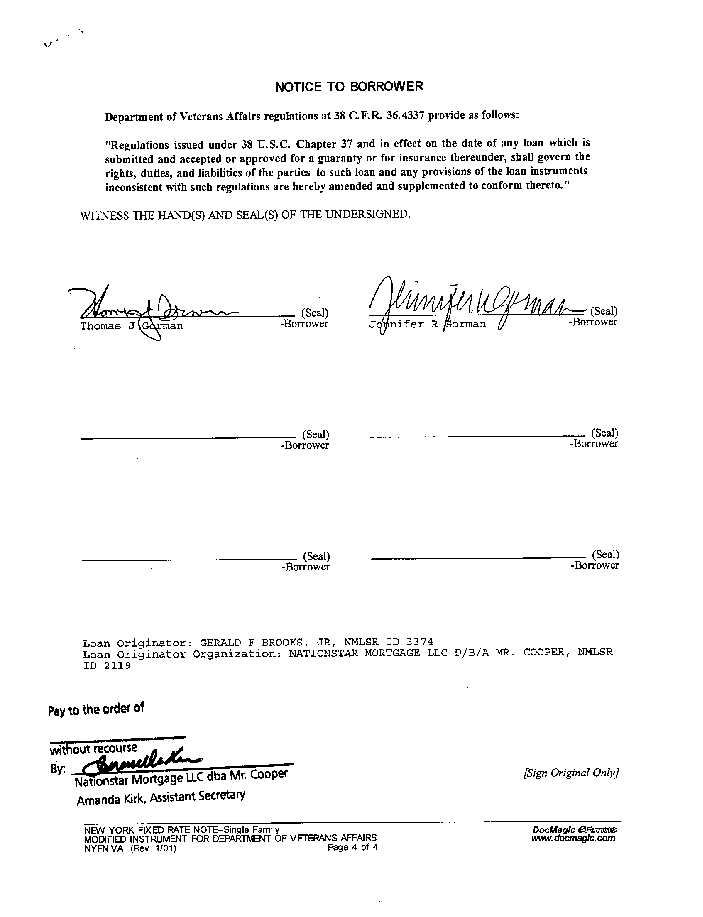 NOTICE TO BORROWER
Department of Veterans Affairs regulations at 38 C.F.R. 36.4337 provide as follows:
"Regulations issued under 38 U.S.C. Chapter 37 and in effect on the date of any loan which is
submitted and accepted or approved for a guaranty or for insurance thereunder, shall govern the
rights, duties, and liabilities of the parties to such loan and any provisions of the loan instruments
inconsistent with such regulations are hereby amended and supplemented to conform thereto."
WITNESS THE HAND(S) AND SEAL(S) OF THE UNDERSIGNED.
(Seal) (Seal)
Thomas J Gorman -Borrower Jennifer R Gorman -Borrower
(Seal) (Seal)
-Borrower -Borrower
(Seal) (Seal)
-Borrower -Borrower
Loan Originator: GERALD F BROOKS, JR, NMLSR ID 3374
Loan Originator Organization: NATIONSTAR MORTGAGE LLC D/B/A MR. COOPER, NMLSR
ID 2119
Pay to the order of
without recourse
By:
Nationstar Mortgage LLC dba Mr. Cooper [Sign Original Only]
Amanda Kirk, Assistant Secretary
NEW YORK FIXED RATE NOTE-Single Family DocMagic
MODIFIED INSTRUMENT FOR DEPARTMENT OF VETERANS AFFAIRS www.docmagic.com
NYFN.VA (Rev. 1/01) Page 4 of 4